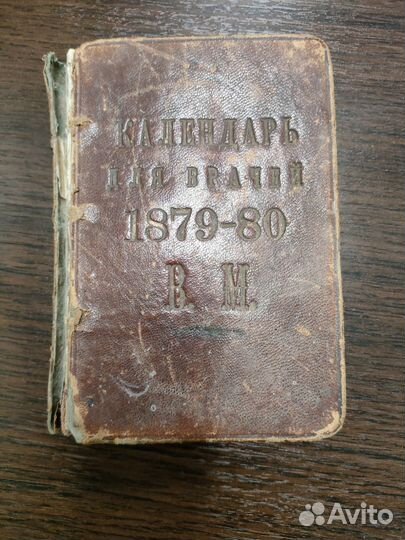 КАЛЕНДАРЬ
ДЛЯ ВРАЧЕЙ
1879-80
В. М.
Avito